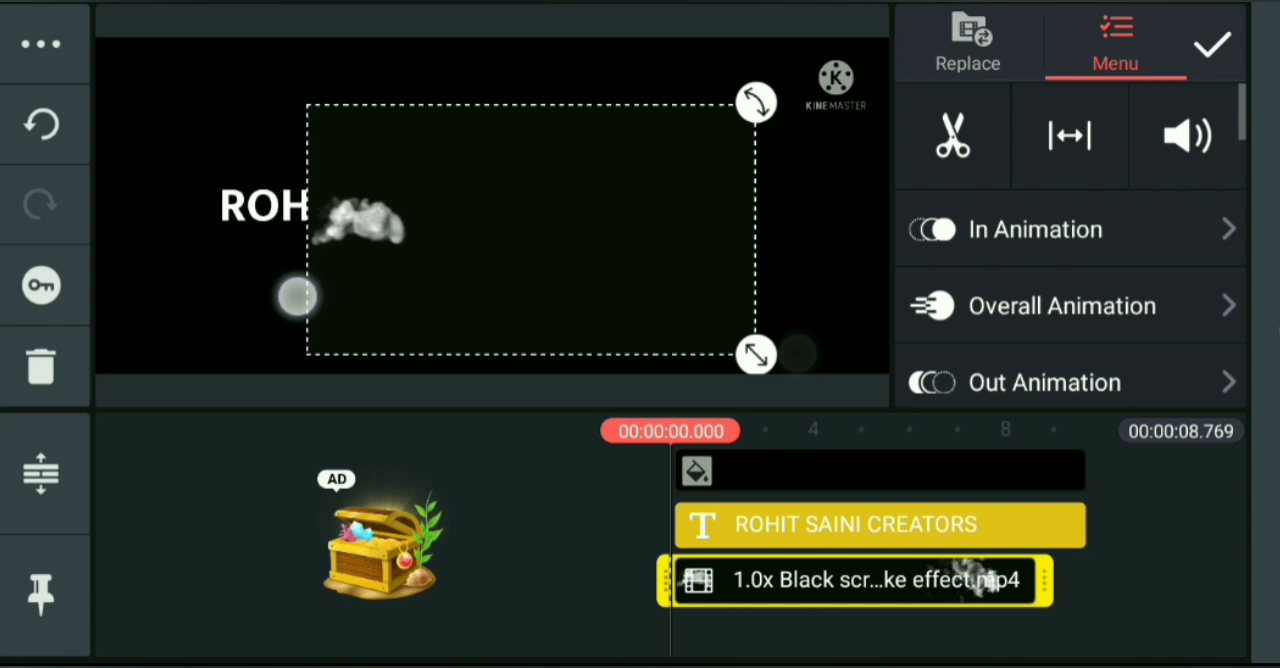 Replace
Menu
K
KINEMASTER
ROH
In Animation
Overall Animation
Out Animation
00:00:00.000
4
8
00:00:08.769
AD
T ROHIT SAINI CREATORS
1.0x Black scr...ke effect.mp4